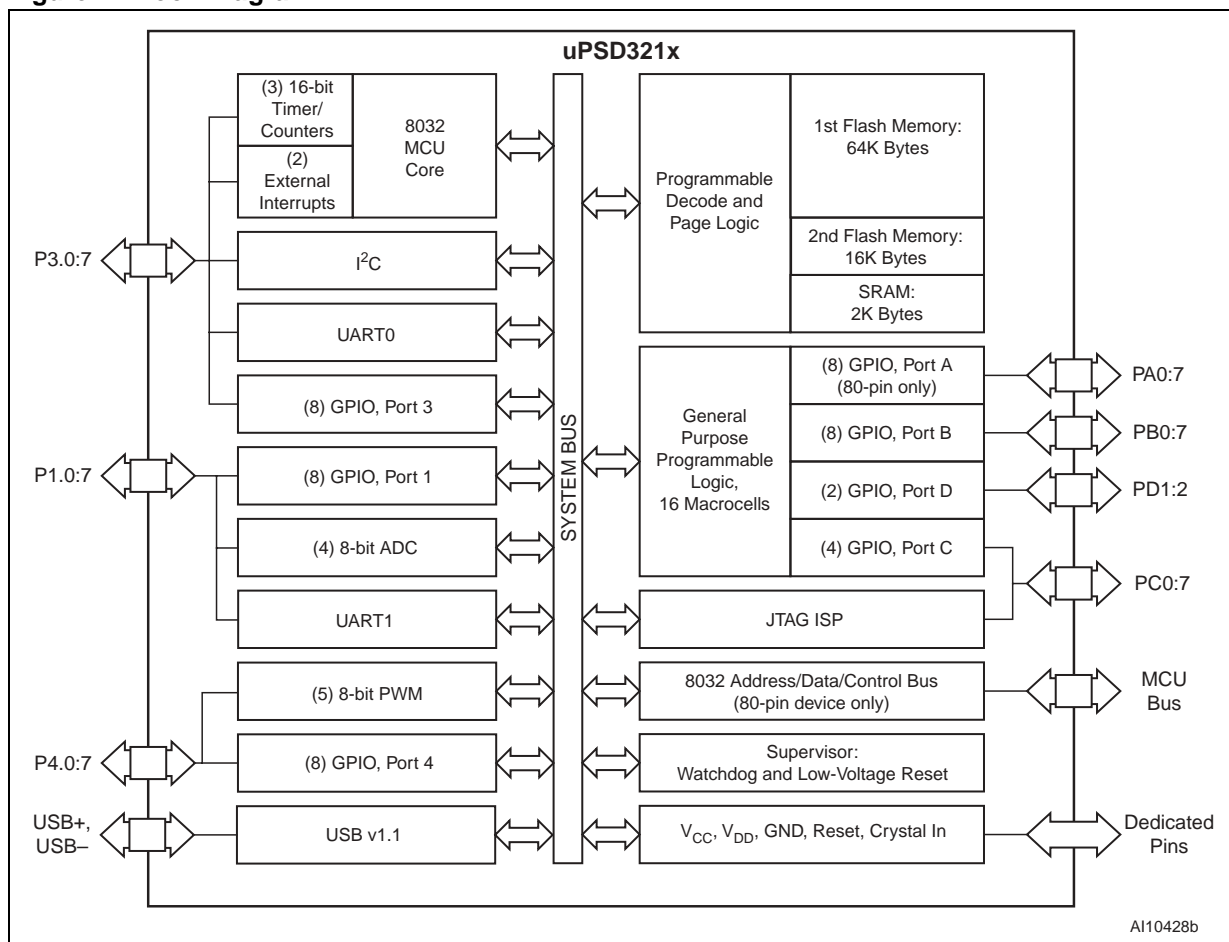 uPSD321x
(3) 16-bit
Timer/
Counters
(2)
External
Interrupts
8032
MCU
Core
I²C
UART0
(8) GPIO, Port 3
(8) GPIO, Port 1
(4) 8-bit ADC
UART1
(5) 8-bit PWM
(8) GPIO, Port 4
USB v1.1
P3.0:7
P1.0:7
P4.0:7
USB+,
USB–
SYSTEM BUS
Programmable
Decode and
Page Logic
1st Flash Memory:
64K Bytes
2nd Flash Memory:
16K Bytes
SRAM:
2K Bytes
General
Purpose
Programmable
Logic,
16 Macrocells
(8) GPIO, Port A
(80-pin only)
(8) GPIO, Port B
(2) GPIO, Port D
(4) GPIO, Port C
JTAG ISP
8032 Address/Data/Control Bus
(80-pin device only)
Supervisor:
Watchdog and Low-Voltage Reset
VCC, VDD, GND, Reset, Crystal In
PA0:7
PB0:7
PD1:2
PC0:7
MCU
Bus
Dedicated
Pins
AI10428b